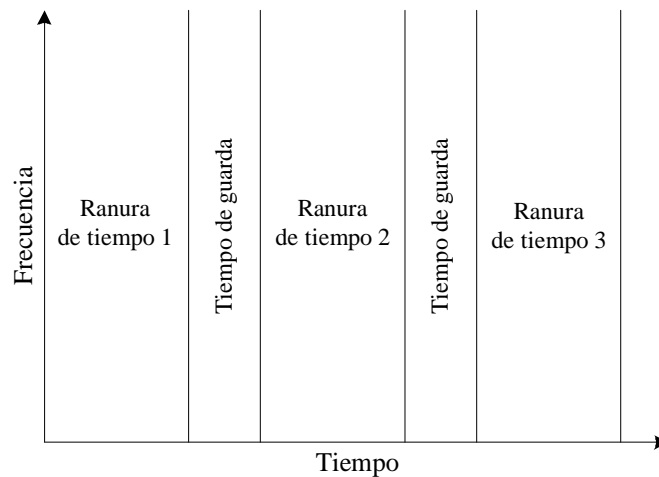 Frecuencia
Ranura
de tiempo 1
Tiempo de guarda
Ranura
de tiempo 2
Tiempo de guarda
Ranura
de tiempo 3
Tiempo